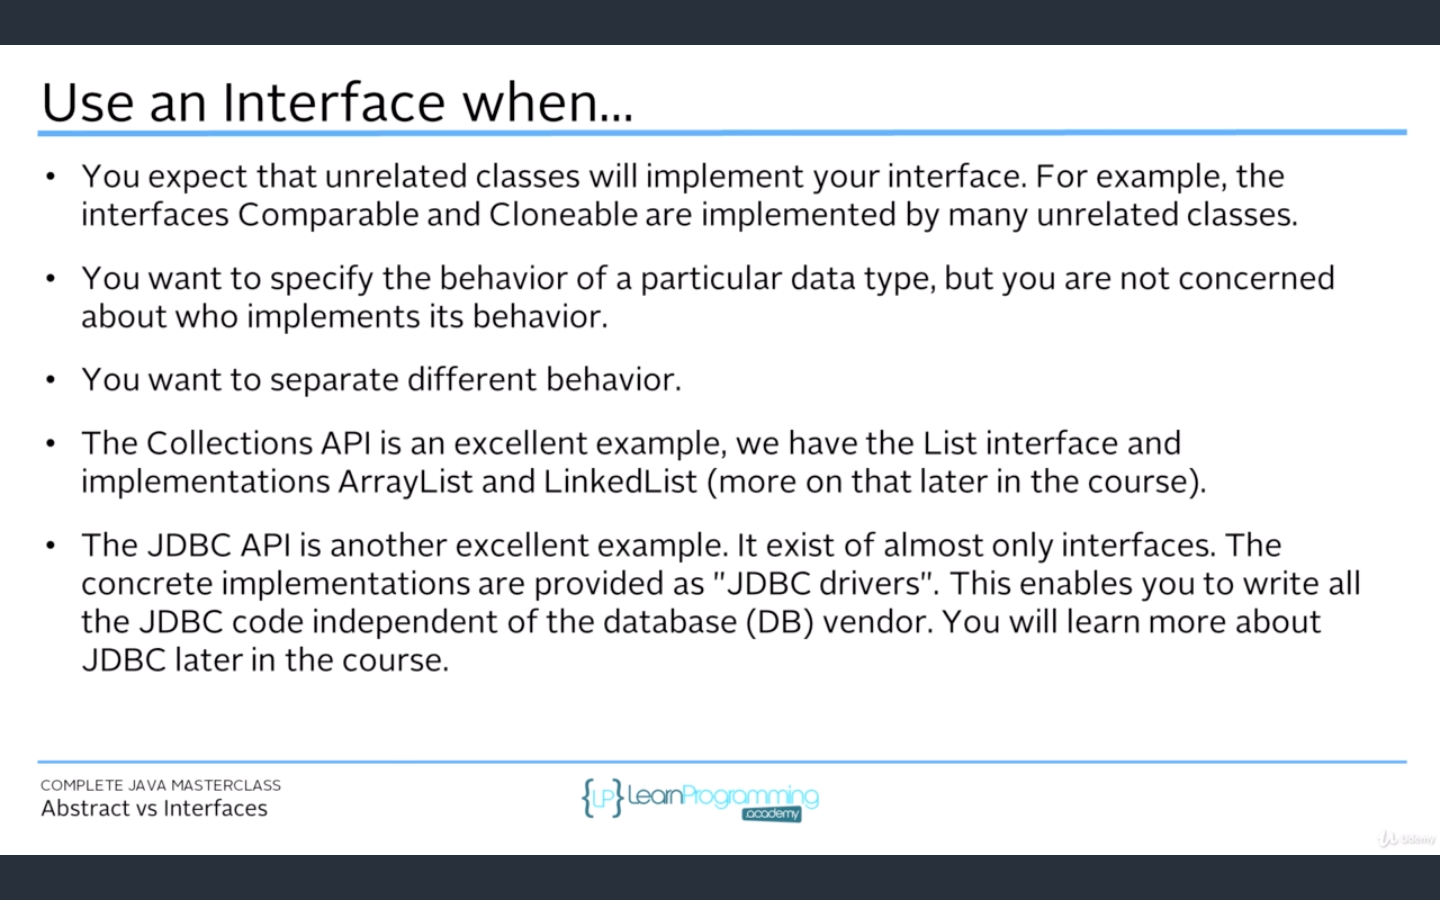 Use an Interface when...
• You expect that unrelated classes will implement your interface. For example, the
interfaces Comparable and Cloneable are implemented by many unrelated classes.
• You want to specify the behavior of a particular data type, but you are not concerned
about who implements its behavior.
• You want to separate different behavior.
• The Collections API is an excellent example, we have the List interface and
implementations ArrayList and LinkedList (more on that later in the course).
• The JDBC API is another excellent example. It exist of almost only interfaces. The
concrete implementations are provided as "JDBC drivers". This enables you to write all
the JDBC code independent of the database (DB) vendor. You will learn more about
JDBC later in the course.
COMPLETE JAVA MASTERCLASS
Abstract vs Interfaces
{LP} LearnProgramming
.academy
Udemy